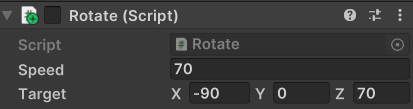 Rotate (Script)
Script Rotate
Speed 70
Target X -90 Y 0 Z 70